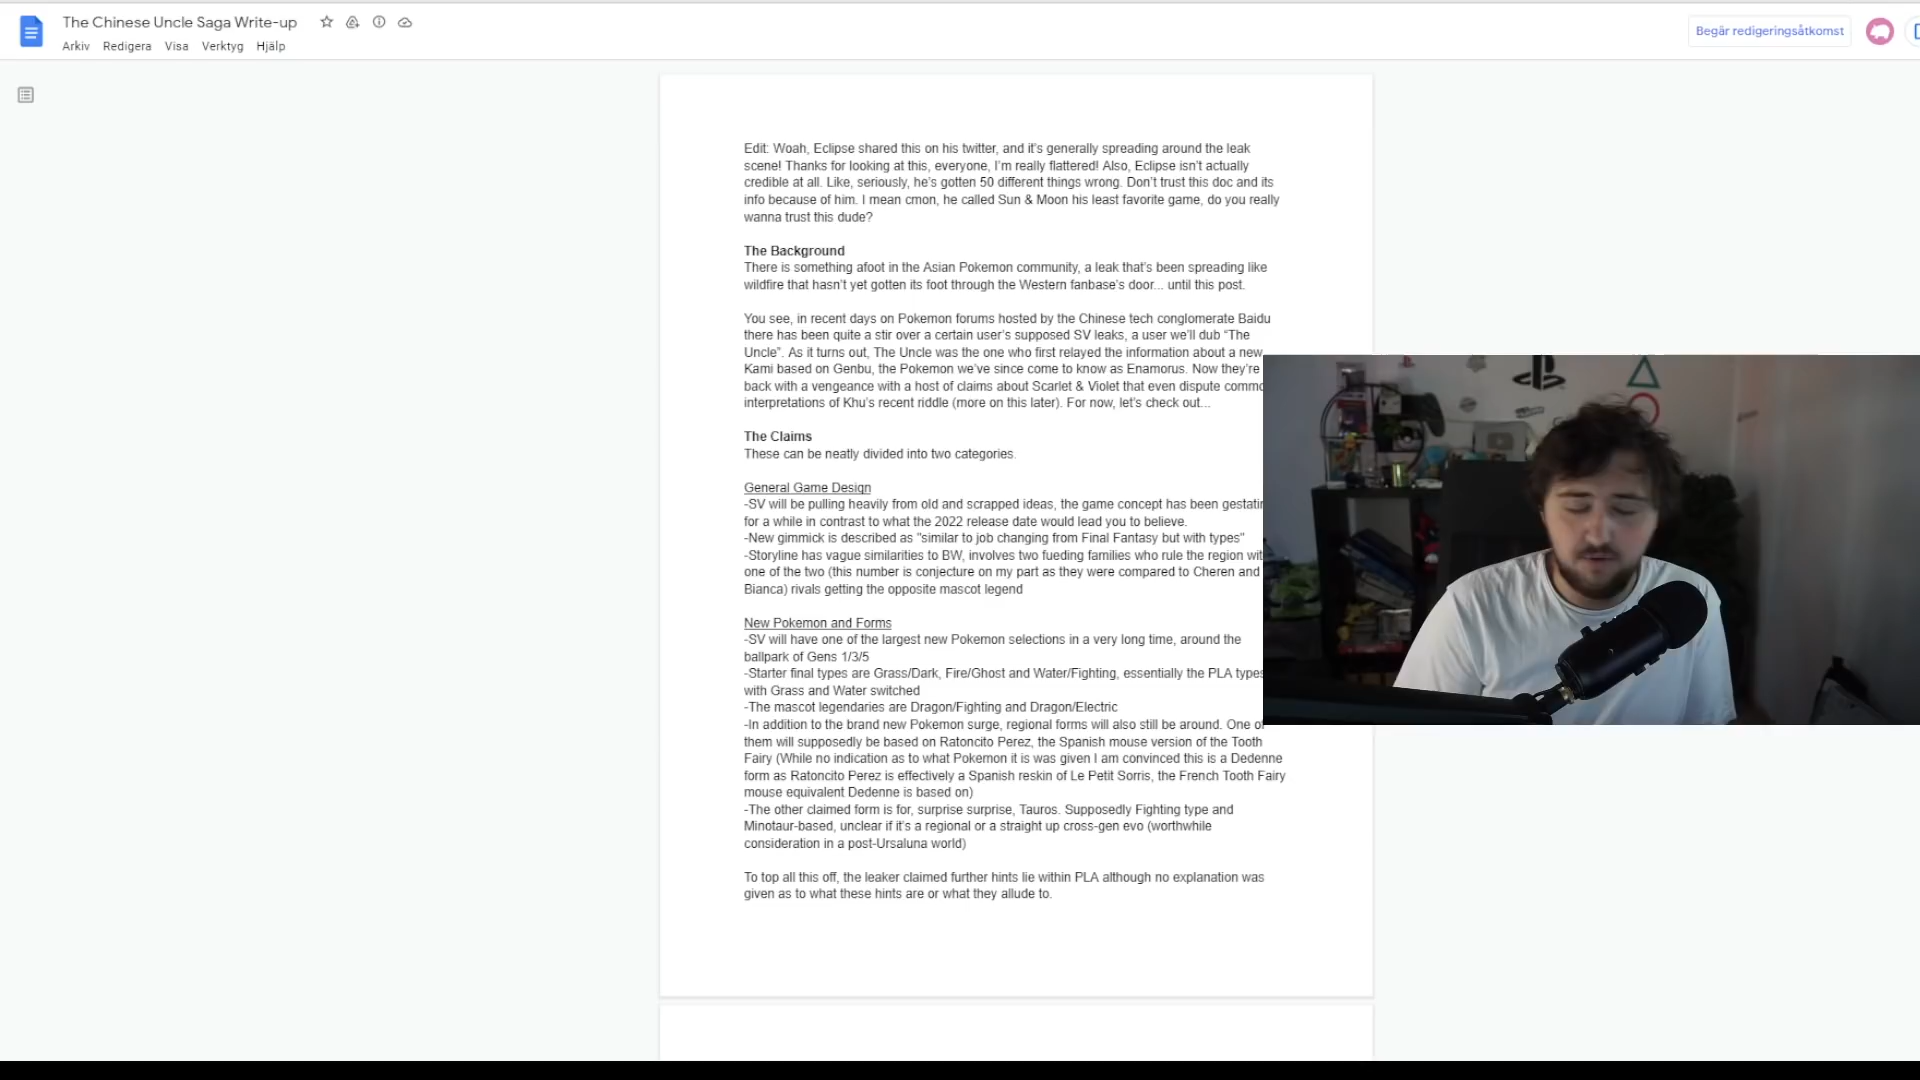 The Chinese Uncle Saga Write-up
Arkiv Redigera Visa Verktyg Hjälp
Begär redigeringsåtkomst
Edit: Woah, Eclipse shared this on his twitter, and it's generally spreading around the leak
scene! Thanks for looking at this, everyone, I'm really flattered! Also, Eclipse isn't actually
credible at all. Like, seriously, he's gotten 50 different things wrong. Don't trust this doc and its
info because of him. I mean cmon, he called Sun & Moon his least favorite game, do you really
wanna trust this dude?
The Background
There is something afoot in the Asian Pokemon community, a leak that's been spreading like
wildfire that hasn't yet gotten its foot through the Western fanbase's door... until this post.
You see, in recent days on Pokemon forums hosted by the Chinese tech conglomerate Baidu
there has been quite a stir over a certain user's supposed SV leaks, a user we'll dub “The
Uncle”. As it turns out, The Uncle was the one who first relayed the information about a new
Kami based on Genbu, the Pokemon we've since come to know as Enamorus. Now they're
back with a vengeance with a host of claims about Scarlet & Violet that even dispute commo
interpretations of Khu's recent riddle (more on this later). For now, let's check out...
The Claims
These can be neatly divided into two categories.
General Game Design
-SV will be pulling heavily from old and scrapped ideas, the game concept has been gestatin
for a while in contrast to what the 2022 release date would lead you to believe.
-New gimmick is described as "similar to job changing from Final Fantasy but with types"
-Storyline has vague similarities to BW, involves two fueding families who rule the region wit
one of the two (this number is conjecture on my part as they were compared to Cheren and
Bianca) rivals getting the opposite mascot legend
New Pokemon and Forms
-SV will have one of the largest new Pokemon selections in a very long time, around the
ballpark of Gens 1/3/5
-Starter final types are Grass/Dark, Fire/Ghost and Water/Fighting, essentially the PLA types
with Grass and Water switched
-The mascot legendaries are Dragon/Fighting and Dragon/Electric
-In addition to the brand new Pokemon surge, regional forms will also still be around. One of
them will supposedly be based on Ratoncito Perez, the Spanish mouse version of the Tooth
Fairy (While no indication as to what Pokemon it is was given I am convinced this is a Dedenne
form as Ratoncito Perez is effectively a Spanish reskin of Le Petit Sorris, the French Tooth Fairy
mouse equivalent Dedenne is based on)
-The other claimed form is for, surprise surprise, Tauros. Supposedly Fighting type and
Minotaur-based, unclear if it's a regional or a straight up cross-gen evo (worthwhile
consideration in a post-Ursaluna world)
To top all this off, the leaker claimed further hints lie within PLA although no explanation was
given as to what these hints are or what they allude to.